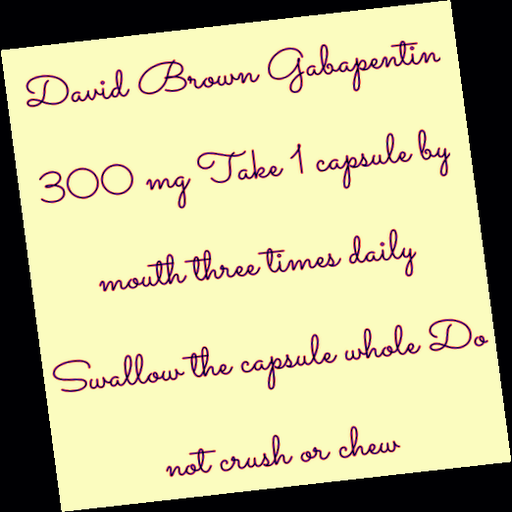 David Brown Gabapentin
300 mg Take 1 capsule by
mouth three times daily
Swallow the capsule whole Do
not crush or chew